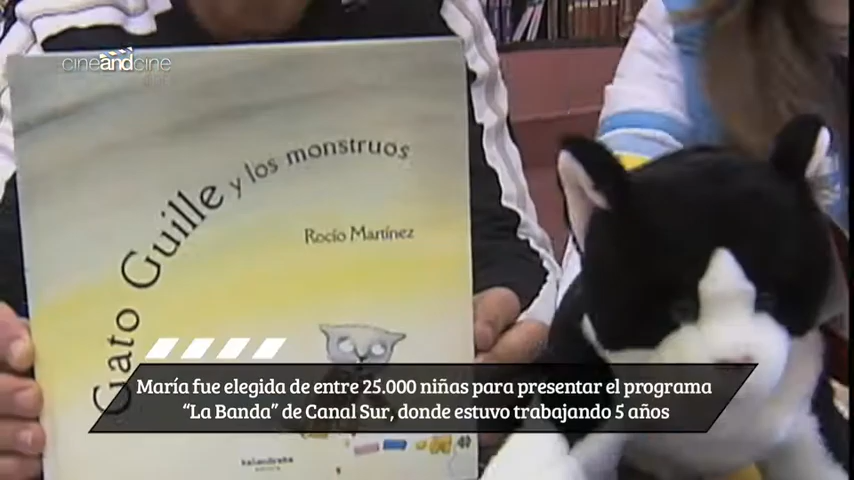 cineandcine
Gato Guille y los monstruos
Rocío Martínez
María fue elegida de entre 25.000 niñas para presentar el programa
“La Banda” de Canal Sur, donde estuvo trabajando 5 años
kalandraka